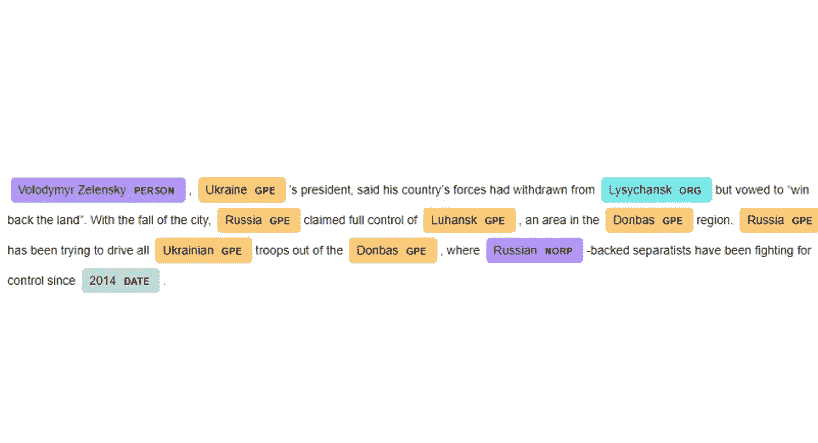 Volodymyr Zelensky PERSON , Ukraine GPE 's president, said his country's forces had withdrawn from Lysychansk ORG but vowed to “win
back the land”. With the fall of the city, Russia GPE claimed full control of Luhansk GPE , an area in the Donbas GPE region. Russia GPE
has been trying to drive all Ukrainian GPE troops out of the Donbas GPE , where Russian NORP -backed separatists have been fighting for
control since 2014 DATE .